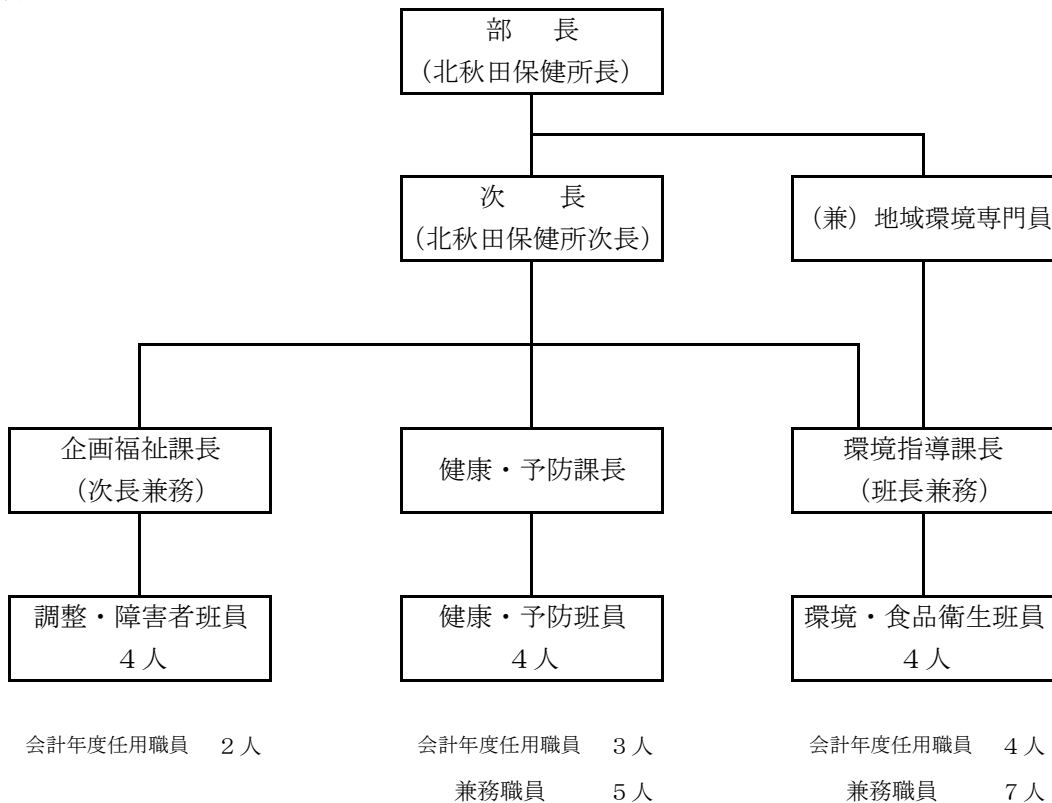 部　長
（北秋田保健所長）
次　　長
（北秋田保健所次長）
（兼）地域環境専門員
企画福祉課長
（次長兼務）
健康・予防課長
環境指導課長
（班長兼務）
調整・障害者班員
４人
健康・予防班員
４人
環境・食品衛生班員
４人
会計年度任用職員　２人
会計年度任用職員　３人
兼務職員　５人
会計年度任用職員　４人
兼務職員　７人